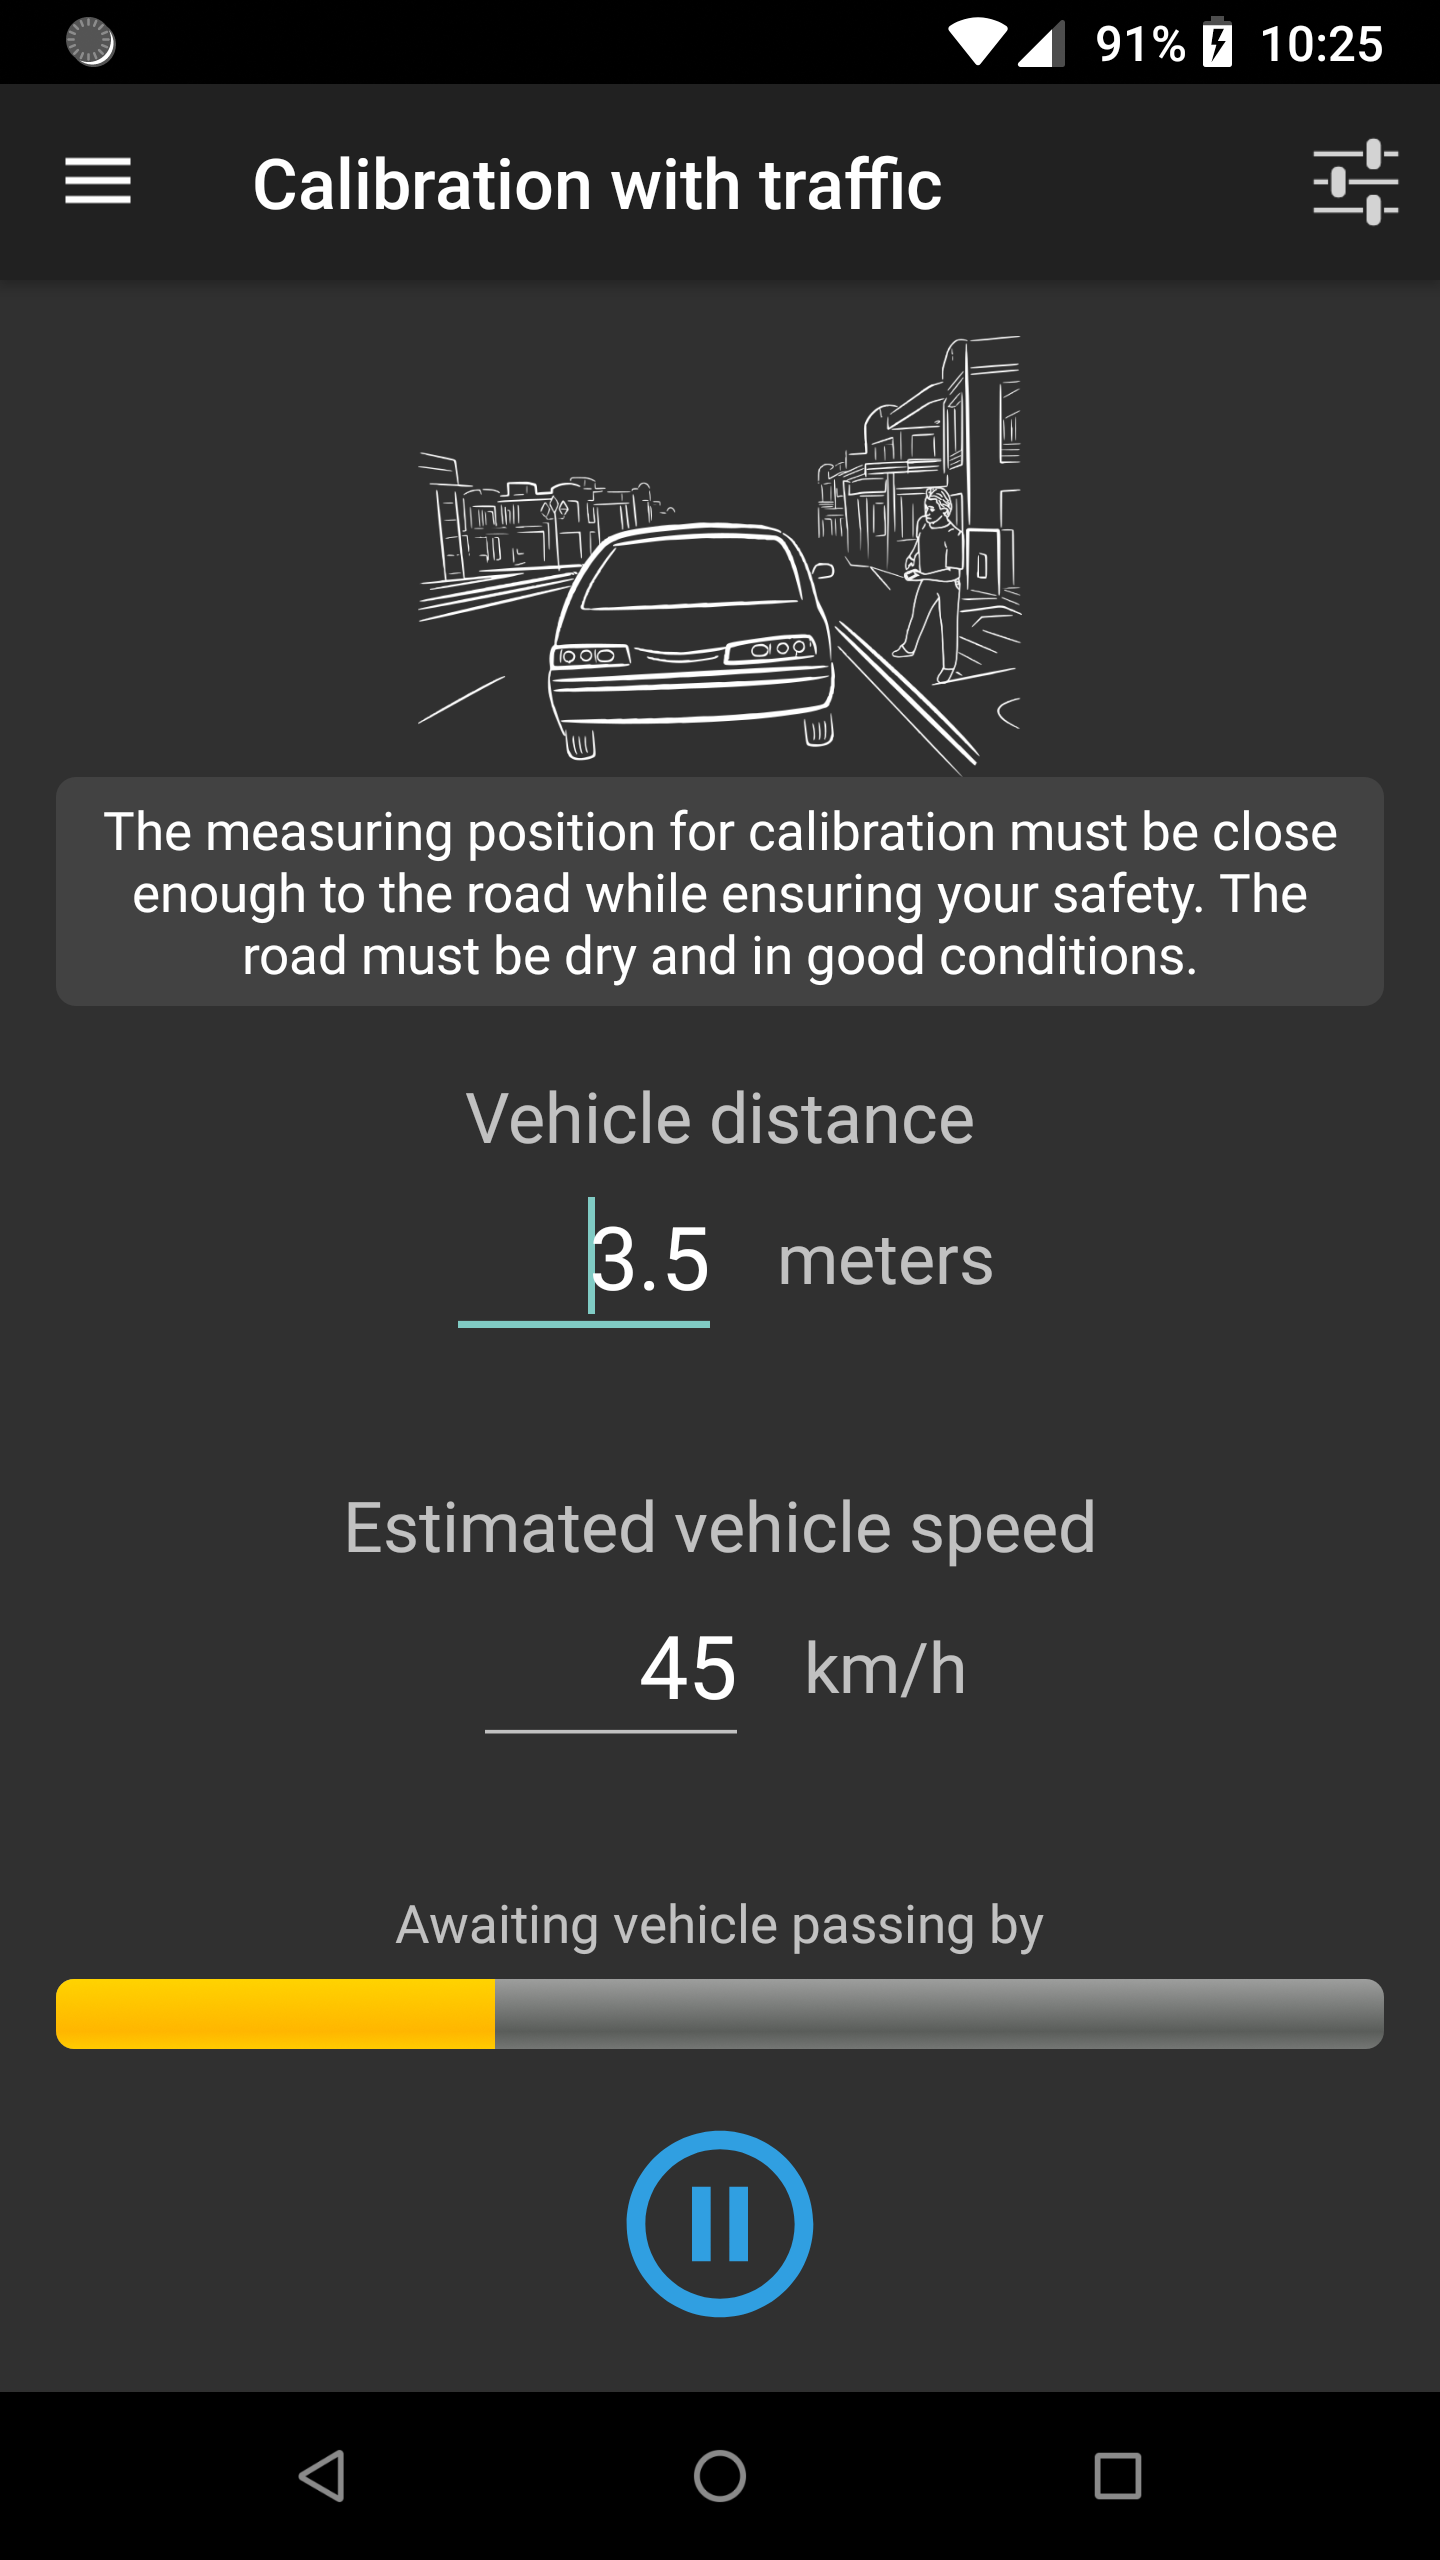 91% 10:25
Calibration with traffic
The measuring position for calibration must be close
enough to the road while ensuring your safety. The
road must be dry and in good conditions.
Vehicle distance
3.5 meters
Estimated vehicle speed
45 km/h
Awaiting vehicle passing by